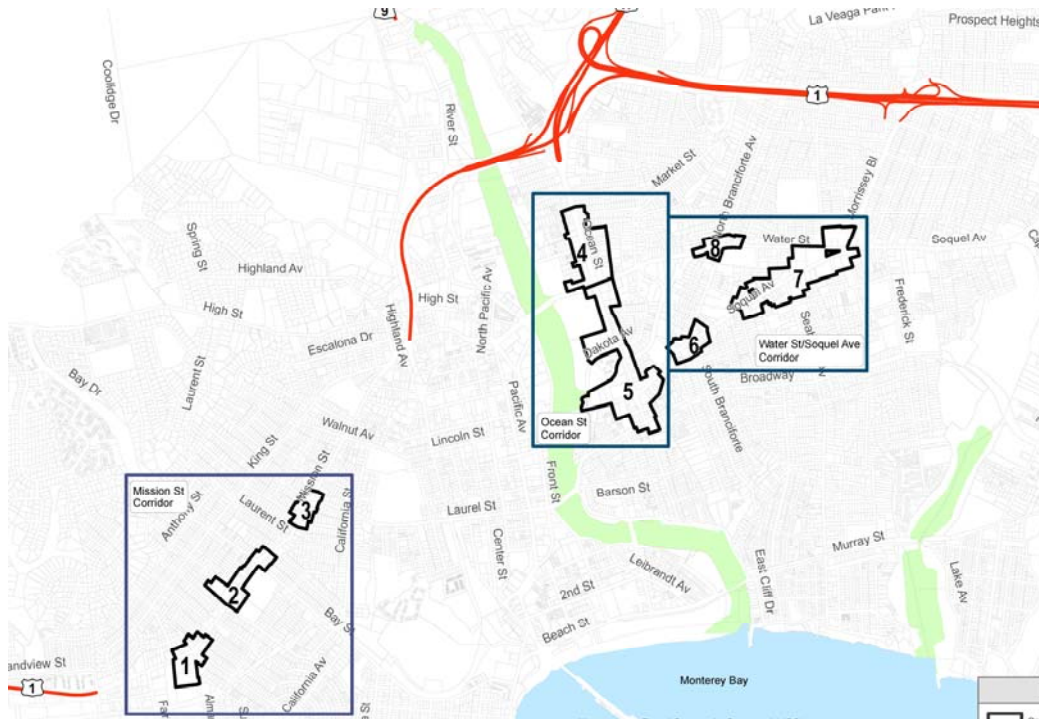 9
La Veaga Park
Prospect Heights
Coolidge Dr
1
River St
Market St
North Branciforte Av
Morrissey Bl
Spring St
Ocean St
4
8
Water St
Soquel Av
Highland Av
7
High St
High St
North Pacific Av
Soquel Av
Frederick St
Highland Av
Escalona Dr
Dakota Av
6
Water St/Soquel Ave
Corridor
Laurent St
Bay Dr
Broadway
5
South Branciforte
Pacific Av
Ocean St
Corridor
Walnut Av
Lincoln St
King St
Mission St
Mission St
Corridor
Front St
Barson St
Anthony St
Laurent St
3
California St
Laurel St
Center St
Murray St
Leibrandt Av
East Cliff Dr
Lake Av
2
2nd St
Bay St
Beach St
1
1
California Av
Monterey Bay